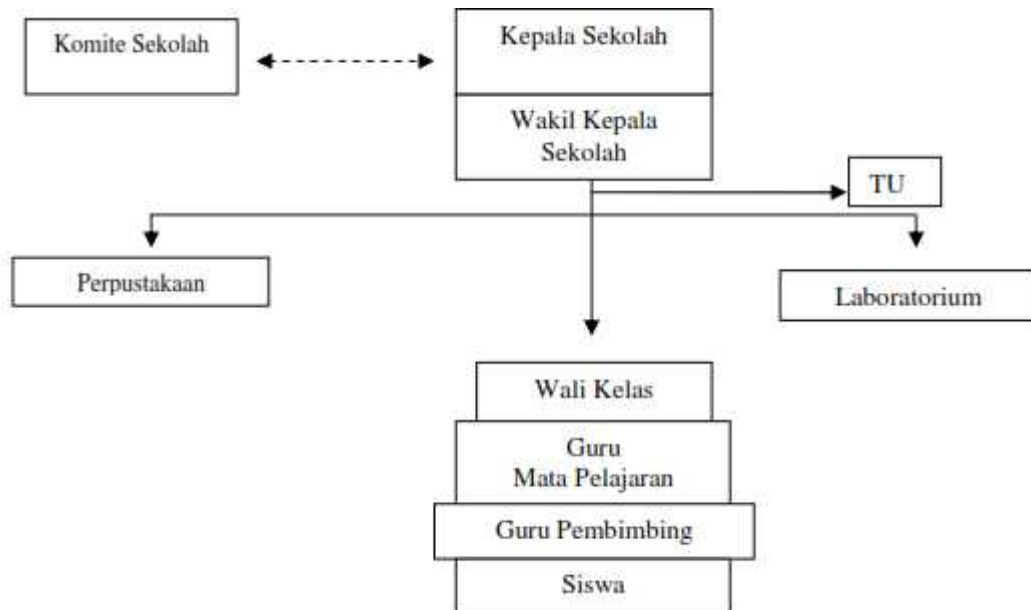 Komite Sekolah
Kepala Sekolah
Wakil Kepala
Sekolah
TU
Perpustakaan
Laboratorium
Wali Kelas
Guru
Mata Pelajaran
Guru Pembimbing
Siswa